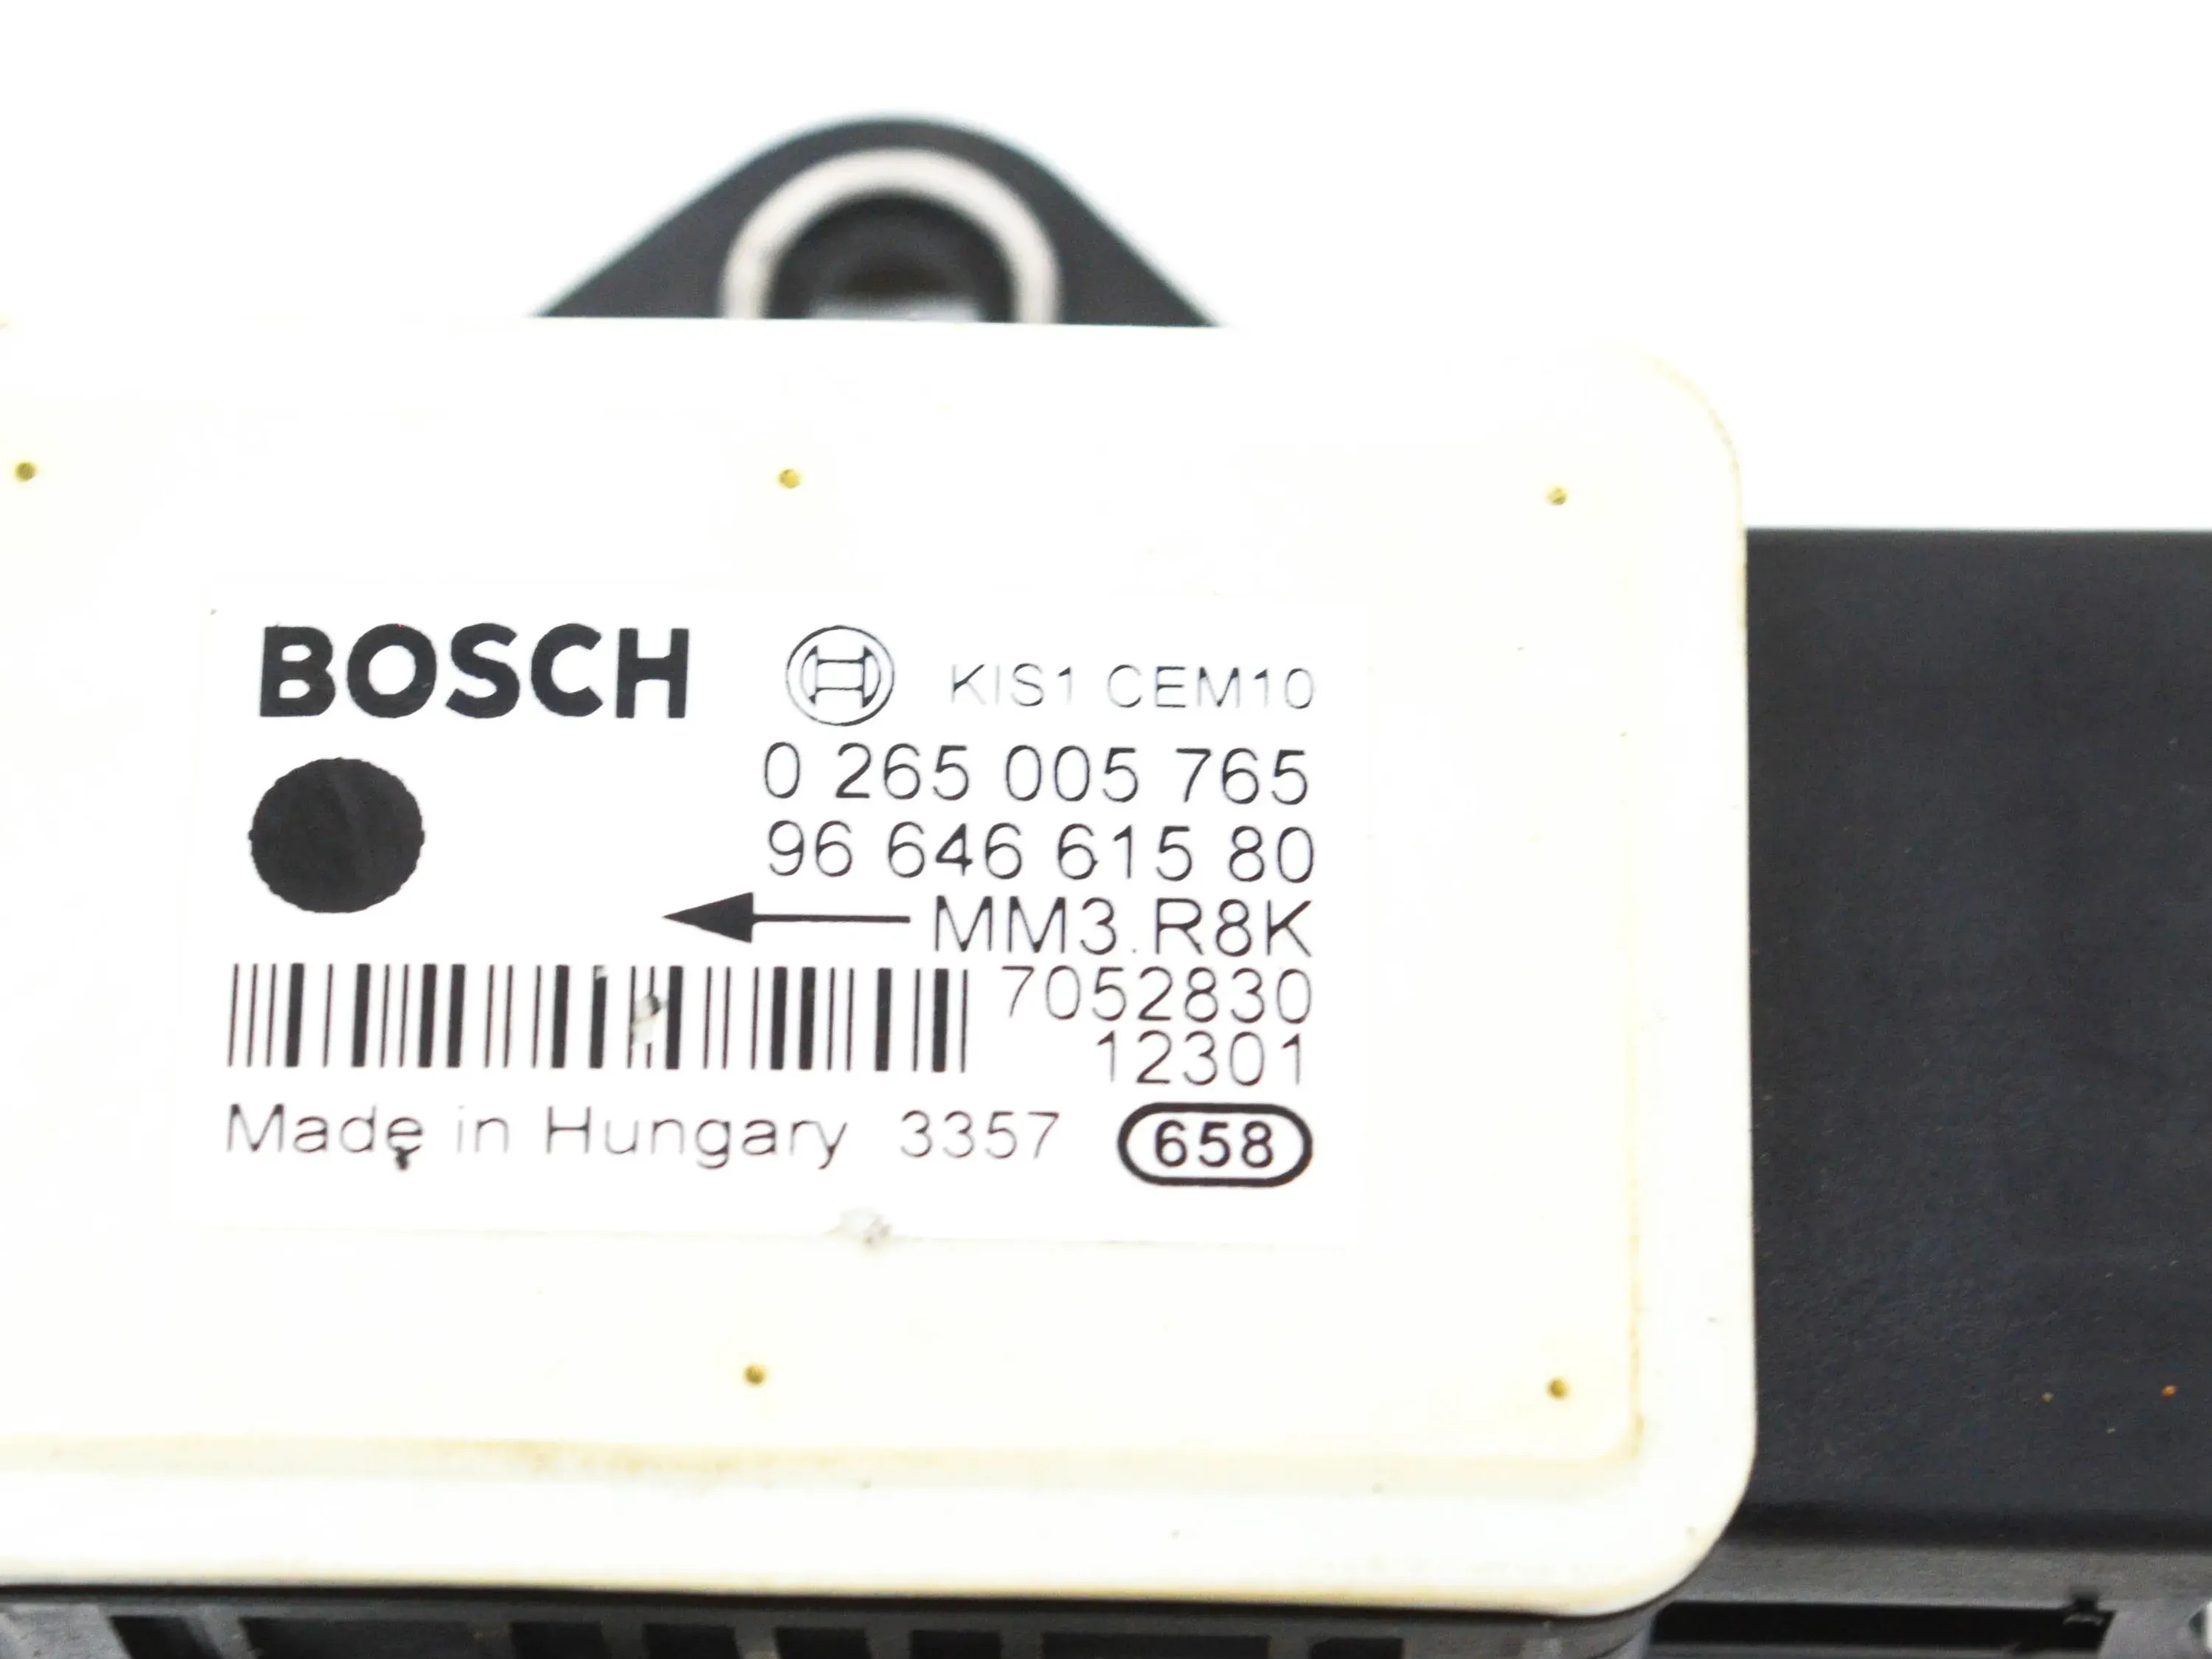 BOSCH KIS1 CEM10
0 265 005 765
96 646 615 80
MM3.R8K
7052830
12301
Made in Hungary 3357 658